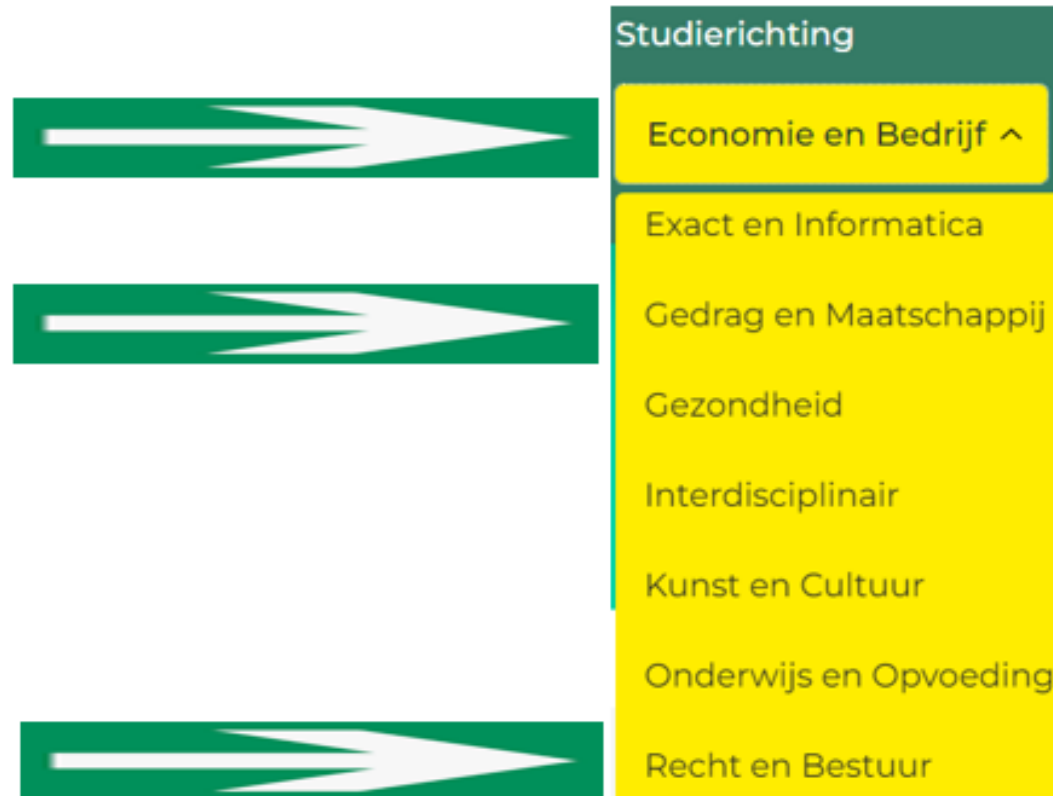 Studierichting
Economie en Bedrijf
Exact en Informatica
Gedrag en Maatschappij
Gezondheid
Interdisciplinair
Kunst en Cultuur
Onderwijs en Opvoeding
Recht en Bestuur